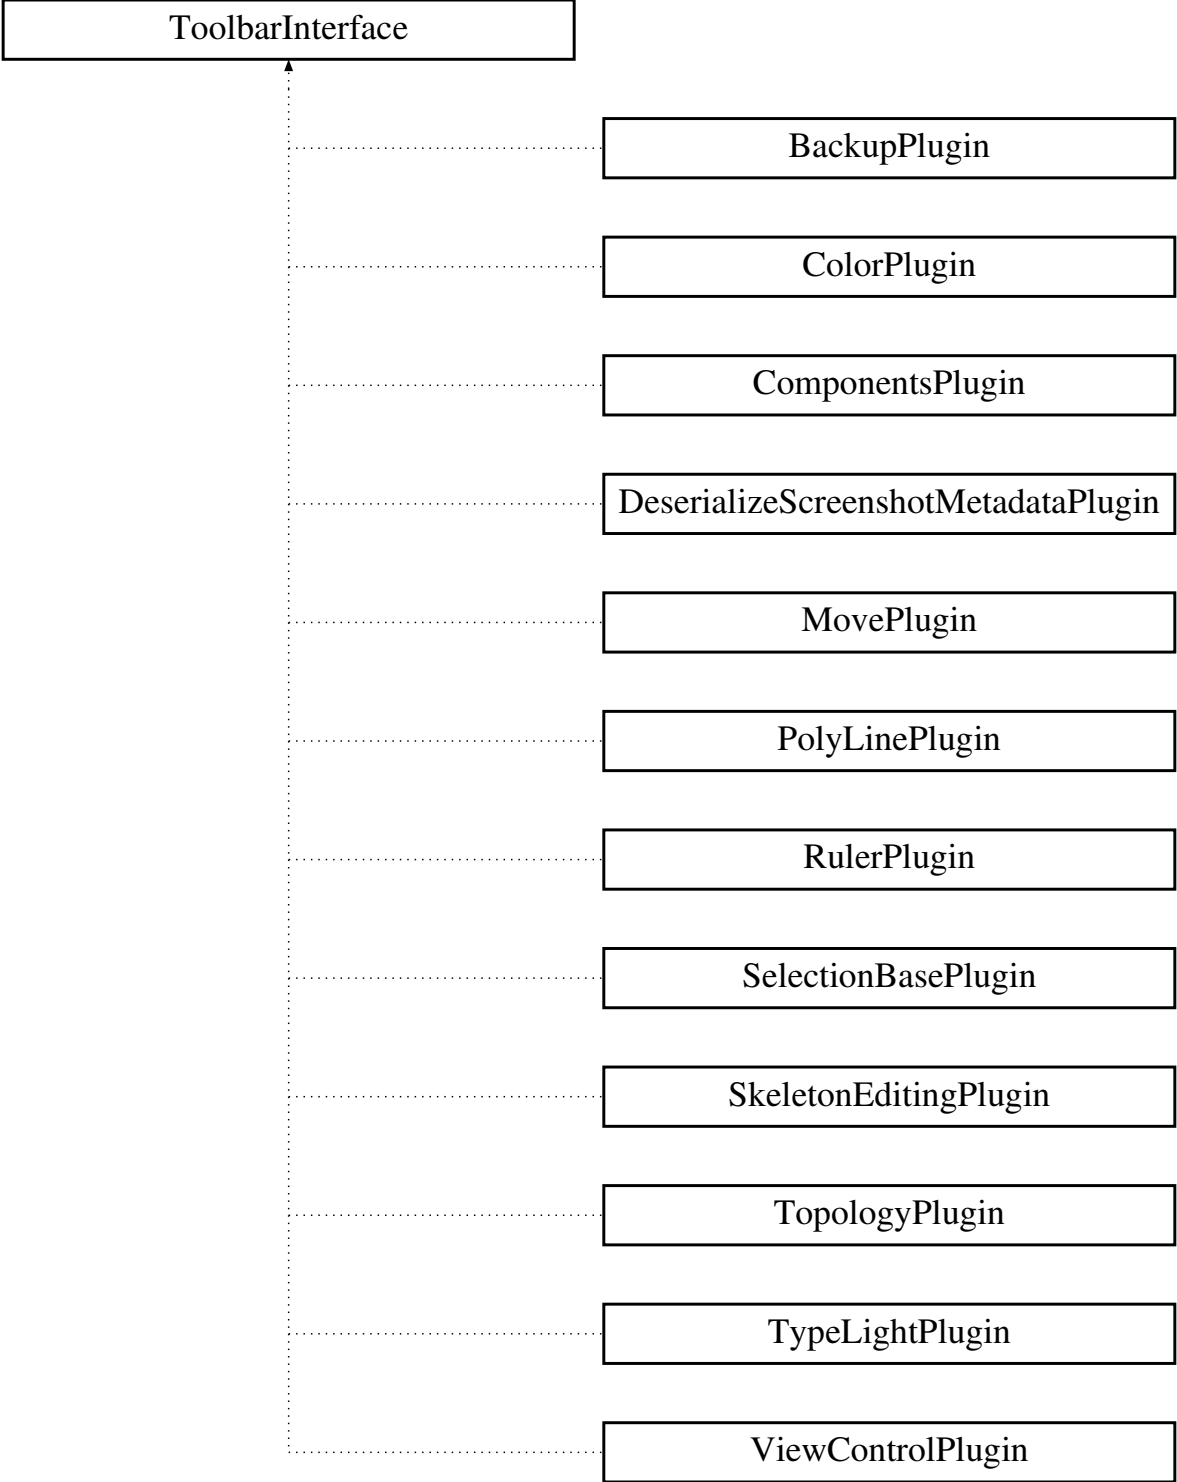 ToolbarInterface
BackupPlugin
ColorPlugin
ComponentsPlugin
DeserializeScreenshotMetadataPlugin
MovePlugin
PolyLinePlugin
RulerPlugin
SelectionBasePlugin
SkeletonEditingPlugin
TopologyPlugin
TypeLightPlugin
ViewControlPlugin